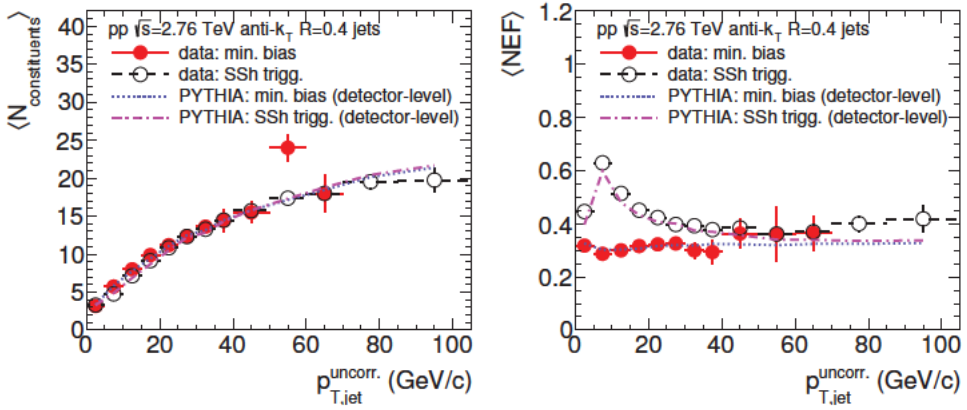 pp √s=2.76 TeV anti-kT R=0.4 jets
data: min. bias
data: SSh trigg.
PYTHIA: min. bias (detector-level)
PYTHIA: SSh trigg. (detector-level)
⟨Nconstituents⟩
40
35
30
25
20
15
10
5
0
0 20 40 60 80 100
p_T,jet^uncorr. (GeV/c)
pp √s=2.76 TeV anti-kT R=0.4 jets
data: min. bias
data: SSh trigg.
PYTHIA: min. bias (detector-level)
PYTHIA: SSh trigg. (detector-level)
⟨NEF⟩
1.2
1
0.8
0.6
0.4
0.2
0
0 20 40 60 80 100
p_T,jet^uncorr. (GeV/c)